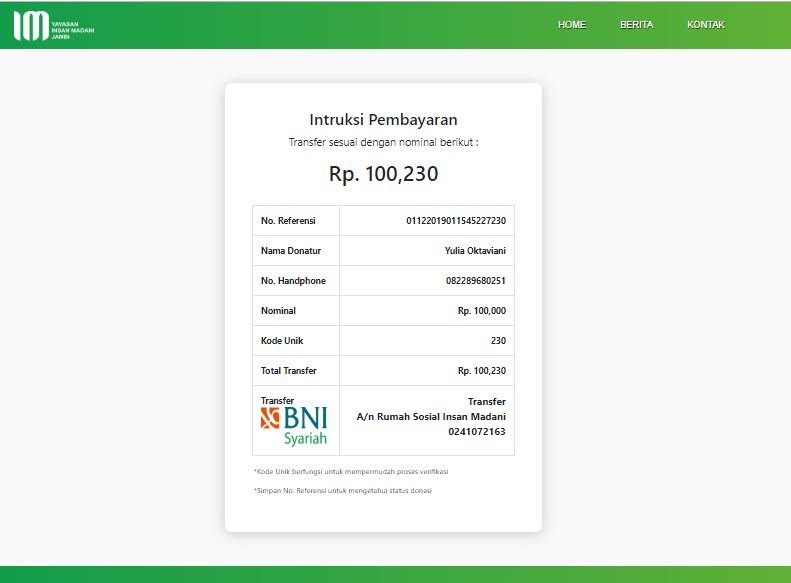 YAYASAN
INSAN MADANI
JAMBI
HOME BERITA KONTAK
Intruksi Pembayaran
Transfer sesuai dengan nominal berikut :
Rp. 100,230
No. Referensi 01122019011545227230
Nama Donatur Yulia Oktaviani
No. Handphone 082289680251
Nominal Rp. 100,000
Kode Unik 230
Total Transfer Rp. 100,230
Transfer
BNI
Syariah
Transfer
A/n Rumah Sosial Insan Madani
0241072163
*Kode Unik berfungsi untuk mempermudah proses verifikasi
*Simpan No. Referensi untuk mengetahui status donasi